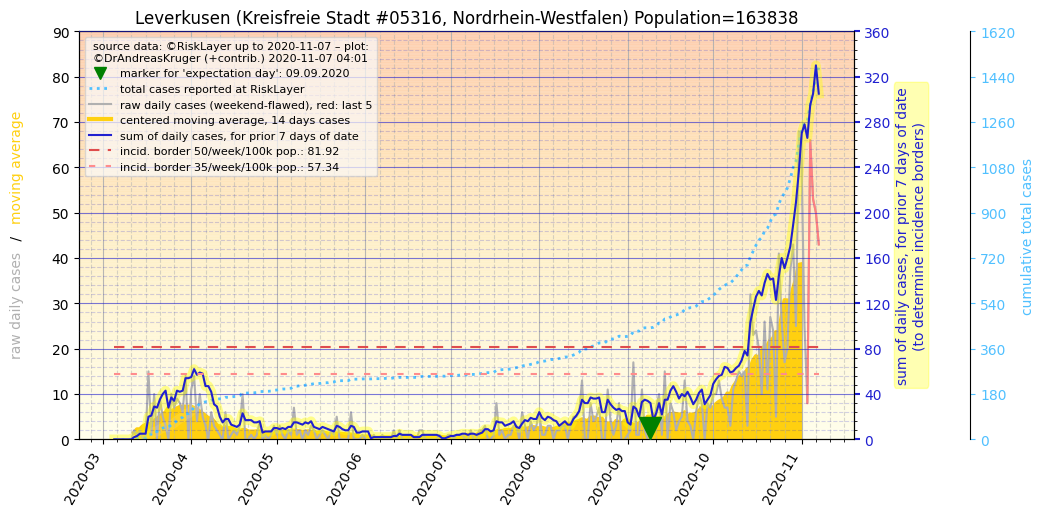 Leverkusen (Kreisfreie Stadt #05316, Nordrhein-Westfalen) Population=163838
source data: ©RiskLayer up to 2020-11-07 – plot:
©DrAndreasKruger (+contrib.) 2020-11-07 04:01
marker for 'expectation day': 09.09.2020
total cases reported at RiskLayer
raw daily cases (weekend-flawed), red: last 5
centered moving average, 14 days cases
sum of daily cases, for prior 7 days of date
incid. border 50/week/100k pop.: 81.92
incid. border 35/week/100k pop.: 57.34
raw daily cases / moving average
90
80
70
60
50
40
30
20
10
0
2020-03
2020-04
2020-05
2020-06
2020-07
2020-08
2020-09
2020-10
2020-11
360
320
280
240
200
160
120
80
40
0
sum of daily cases, for prior 7 days of date
(to determine incidence borders)
1620
1440
1260
1080
900
720
540
360
180
0
cumulative total cases